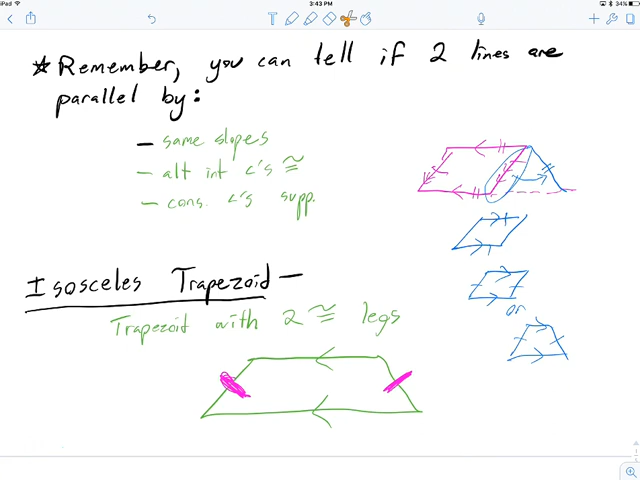 iPad
3:43 PM
34%
* Remember, you can tell if 2 lines are
parallel by:
- same slopes
- alt int <'s ≅
- cons. <'s supp.
or
Isosceles Trapezoid -
Trapezoid with 2 ≅ legs